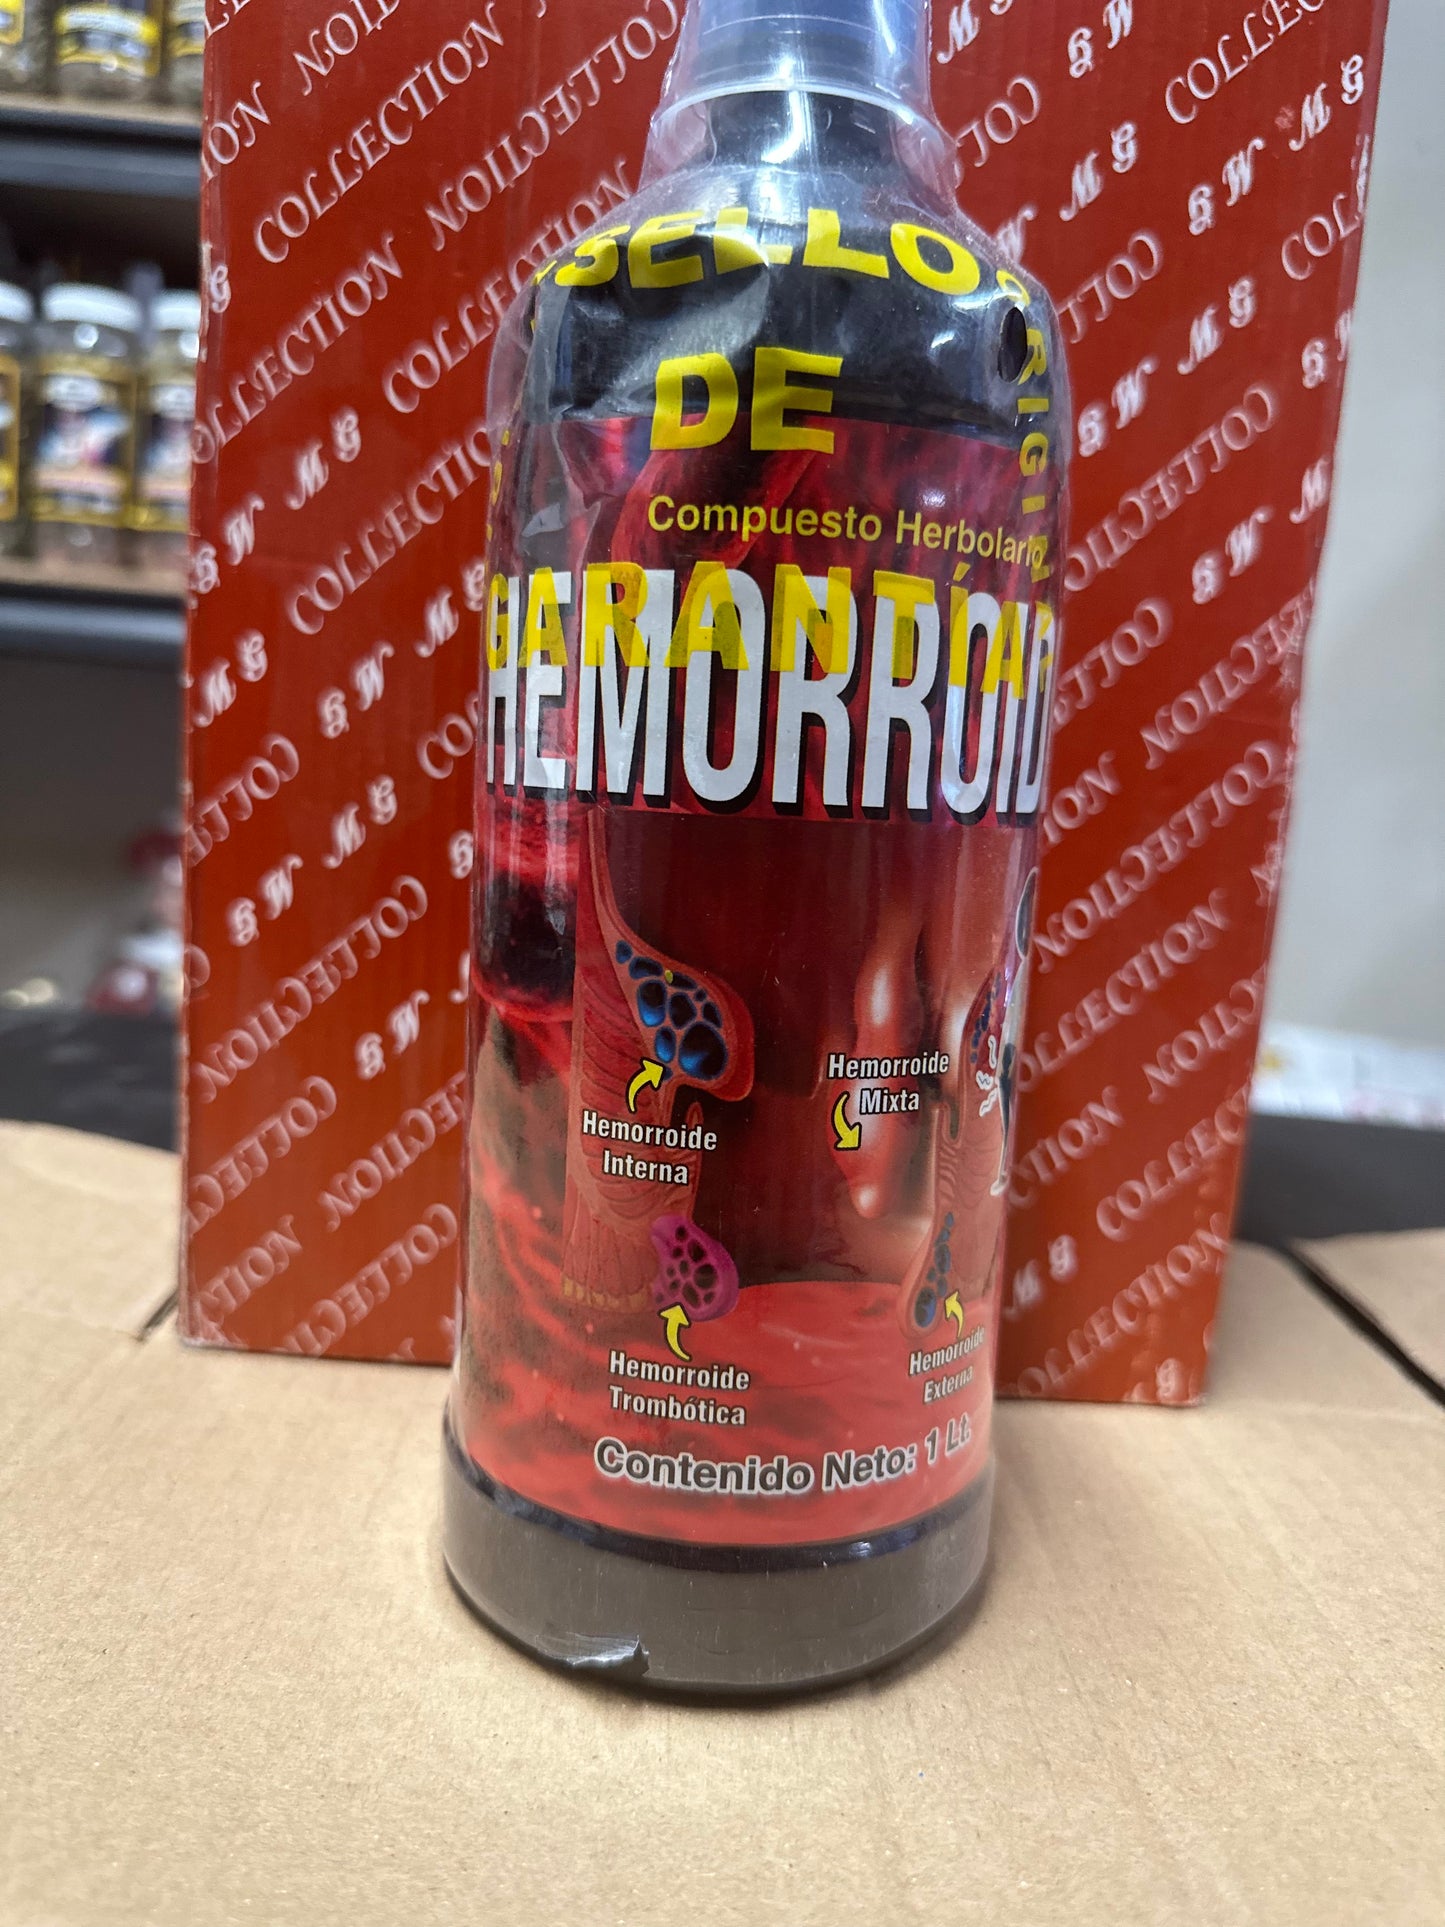 SELLO
DE
GARANTÍA
Compuesto Herbolario
HEMORROID
Hemorroide
Mixta
Hemorroide
Interna
Hemorroide
Trombótica
Hemorroide
Externa
Contenido Neto: 1 Lt.
MG COLLECTION